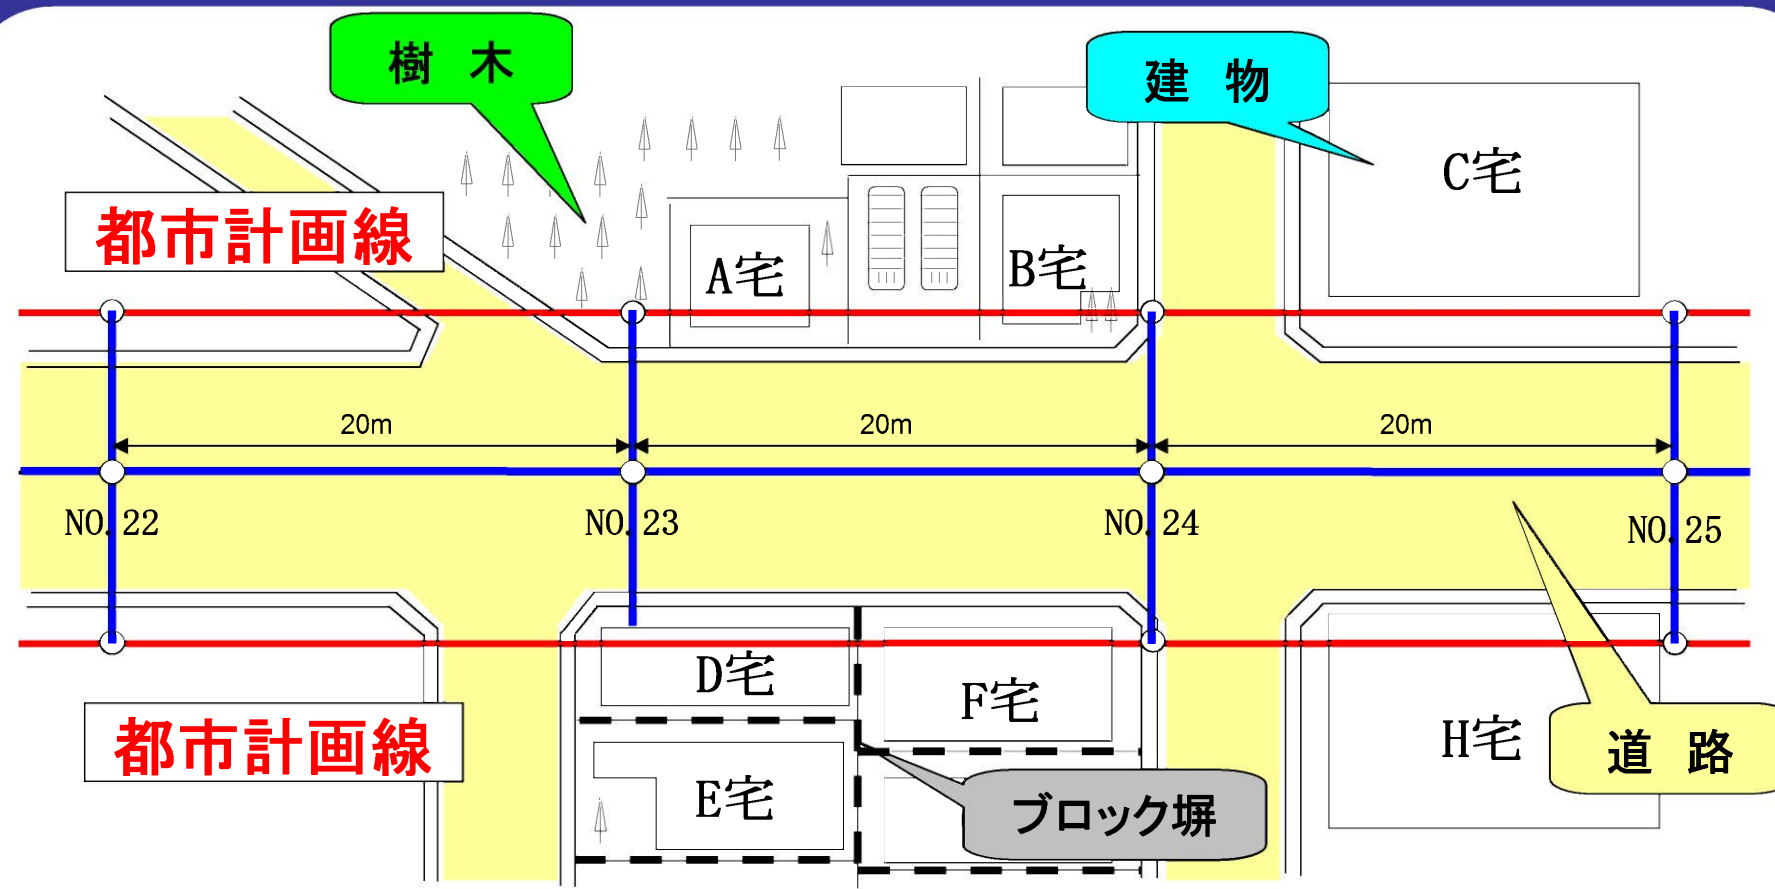 樹 木
建 物
C宅
都市計画線
A宅
B宅
20m
20m
20m
NO.22
NO.23
NO.24
NO.25
D宅
F宅
都市計画線
H宅
道 路
E宅
ブロック塀